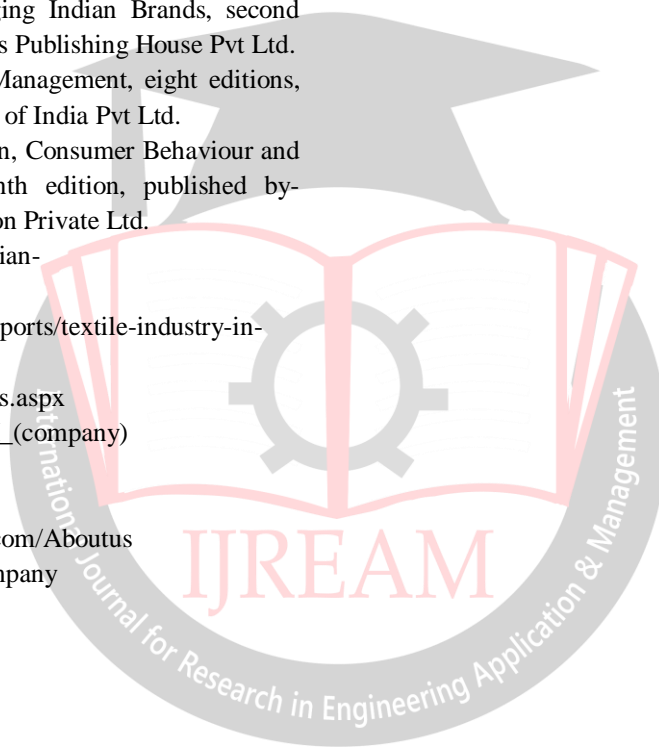 ging Indian Brands, second
s Publishing House Pvt Ltd.
Management, eight editions,
of India Pvt Ltd.
n, Consumer Behaviour and
nth edition, published by-
on Private Ltd.
ian-
ports/textile-industry-in-
s.aspx
_(company)
com/Aboutus
mpany
IJREAM
International Journal for Research in Engineering Application & Management